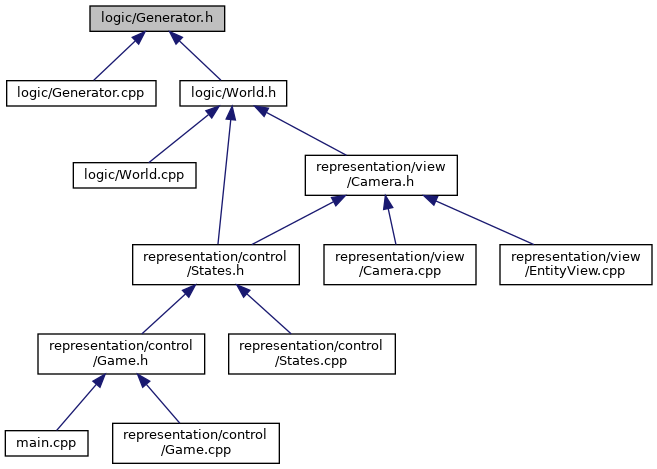 logic/Generator.h
logic/Generator.cpp
logic/World.h
logic/World.cpp
representation/view
/Camera.h
representation/control
/States.h
representation/view
/Camera.cpp
representation/view
/EntityView.cpp
representation/control
/Game.h
representation/control
/States.cpp
main.cpp
representation/control
/Game.cpp